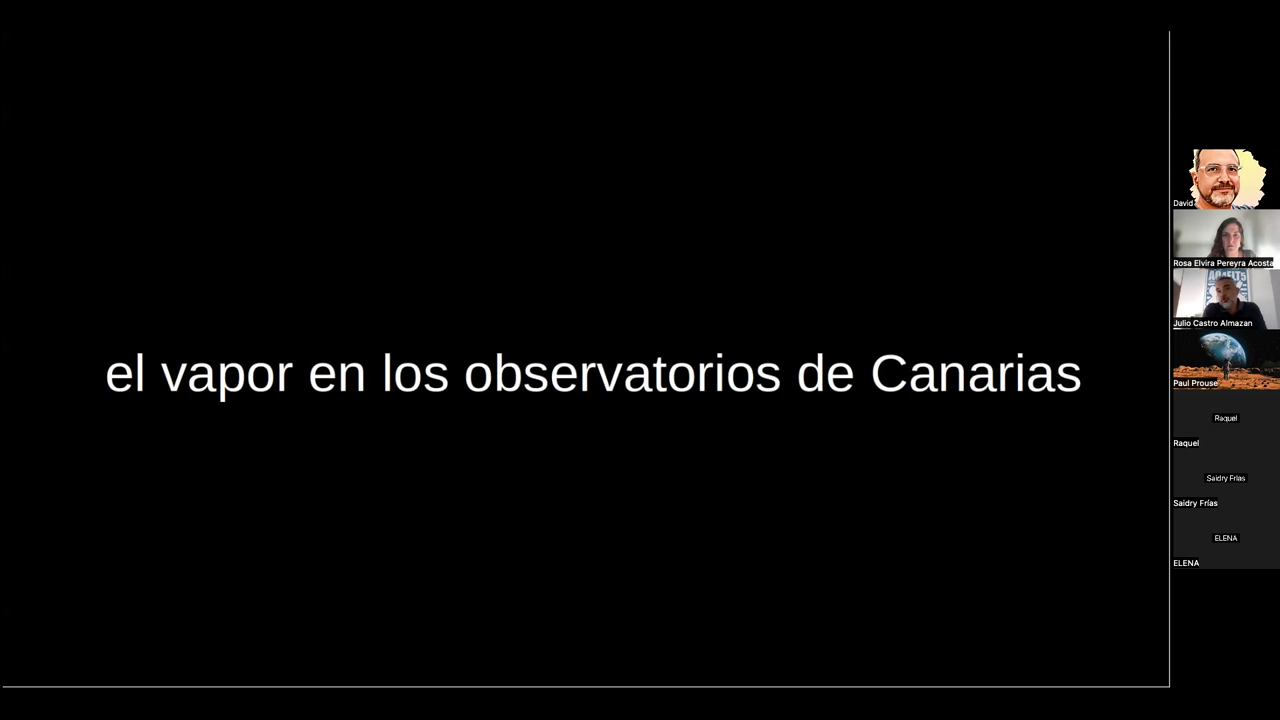 el vapor en los observatorios de Canarias
David
Rosa Elvira Pereyra Acosta
Julio Castro Almazan
Paul Prouse
Raquel
Raquel
Saidry Frías
Saidry Frías
ELENA
ELENA